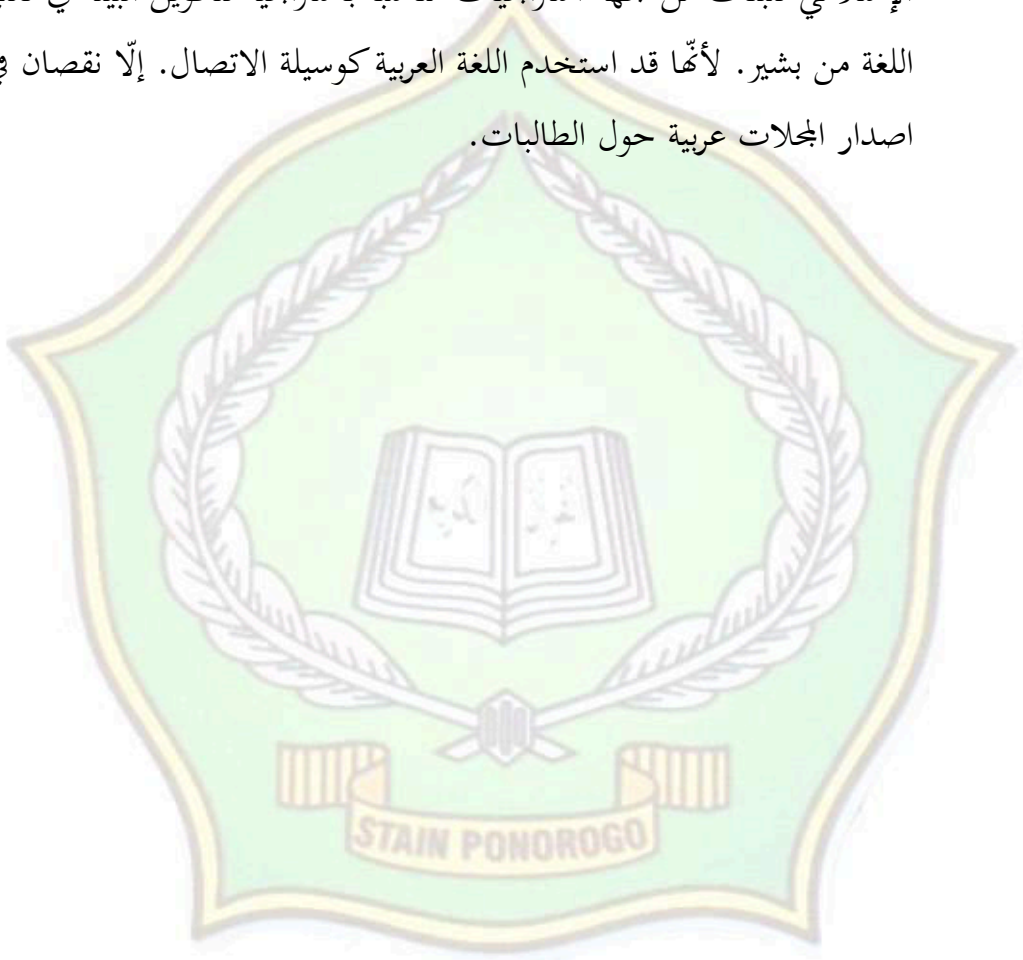 اللغة من بشير. لأنّها قد استخدم اللغة العربية كوسيلة الاتصال. إلّا نقصان في
اصدار المجلات عربية حول الطالبات.
STAIN PONOROGO